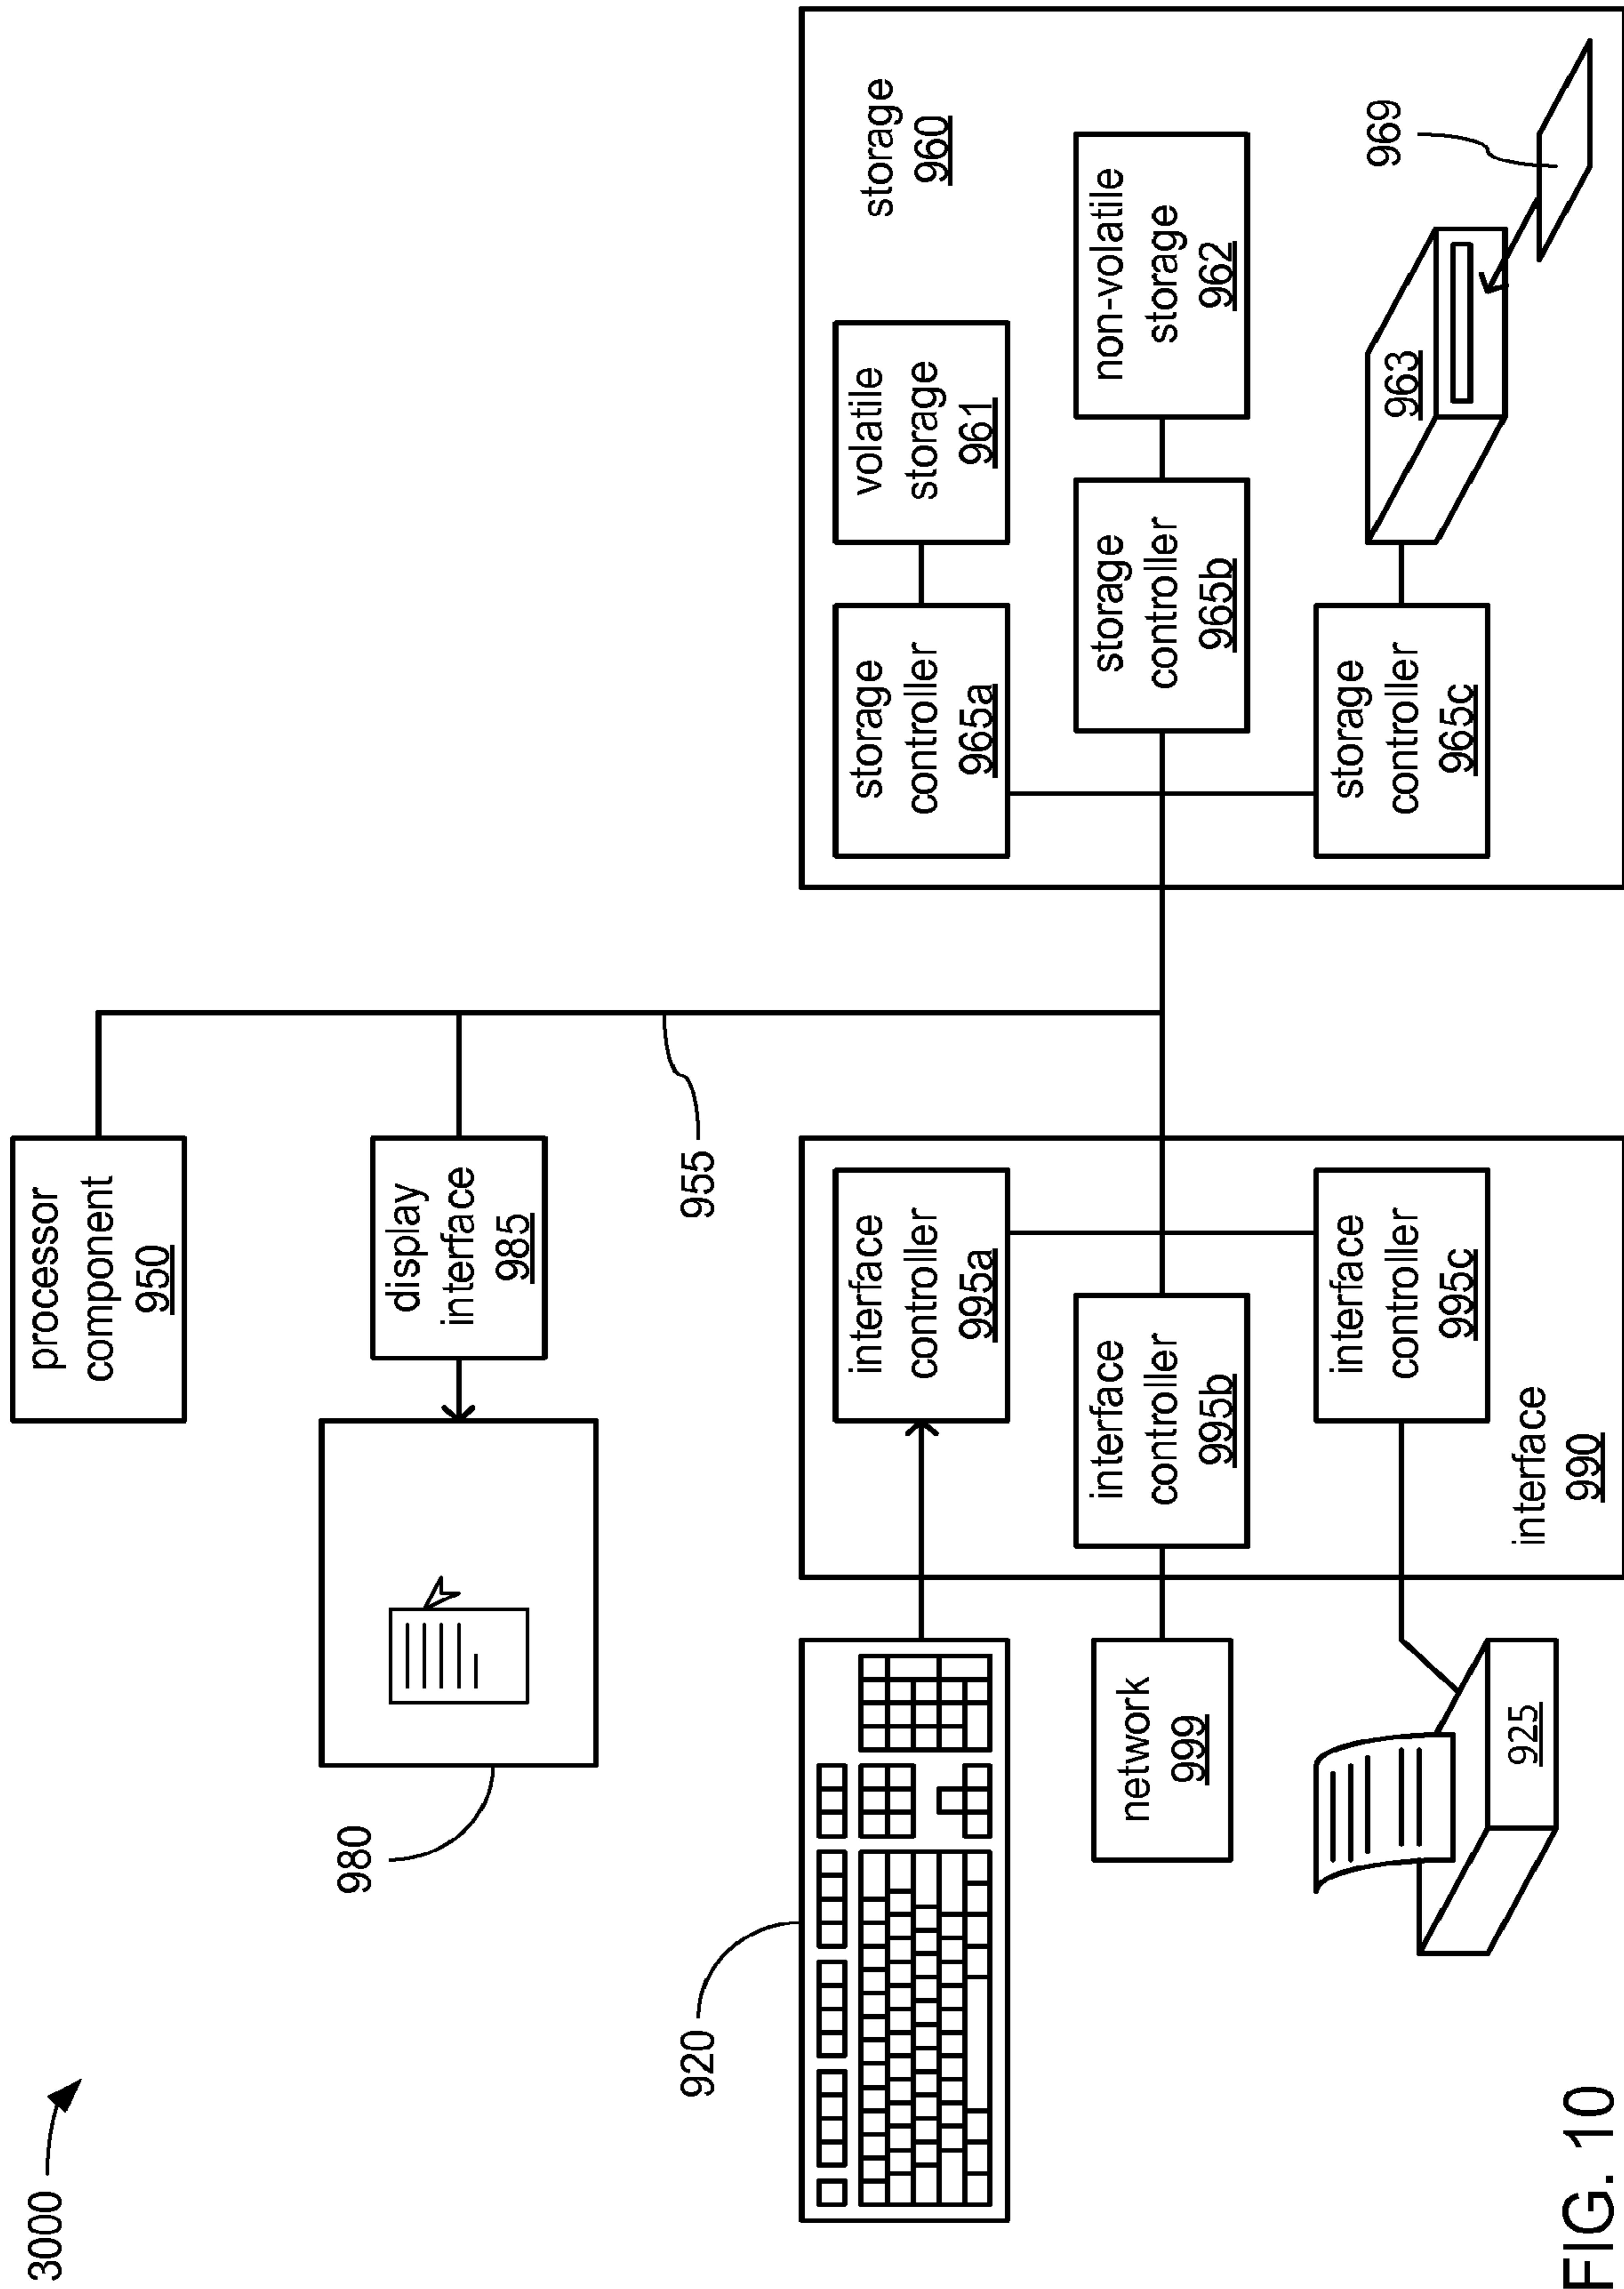 3000
processor
component
950
980
display
interface
985
955
920
interface
controller
995a
network
999
interface
controller
995b
925
interface
controller
995c
interface
990
storage
960
storage
controller
965a
volatile
storage
961
storage
controller
965b
non-volatile
storage
962
storage
controller
965c
963
969
FIG. 10